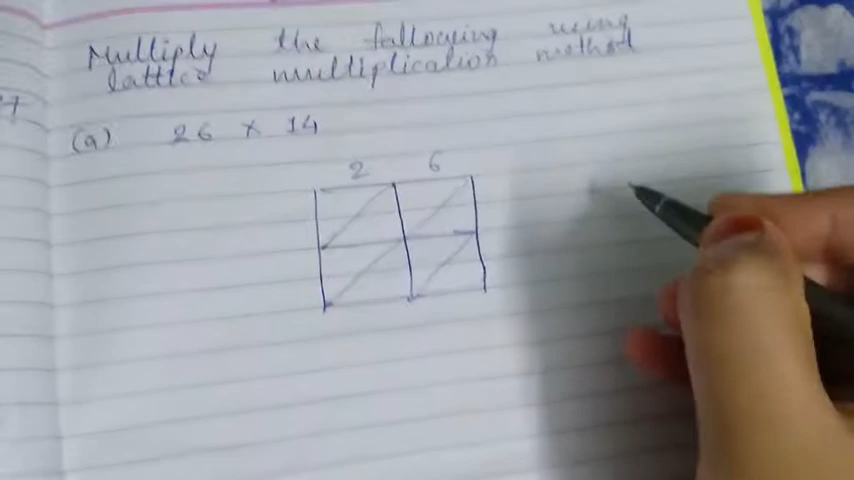 Multiply the following using
lattice multiplication method
(a) 26 x 14
2 6